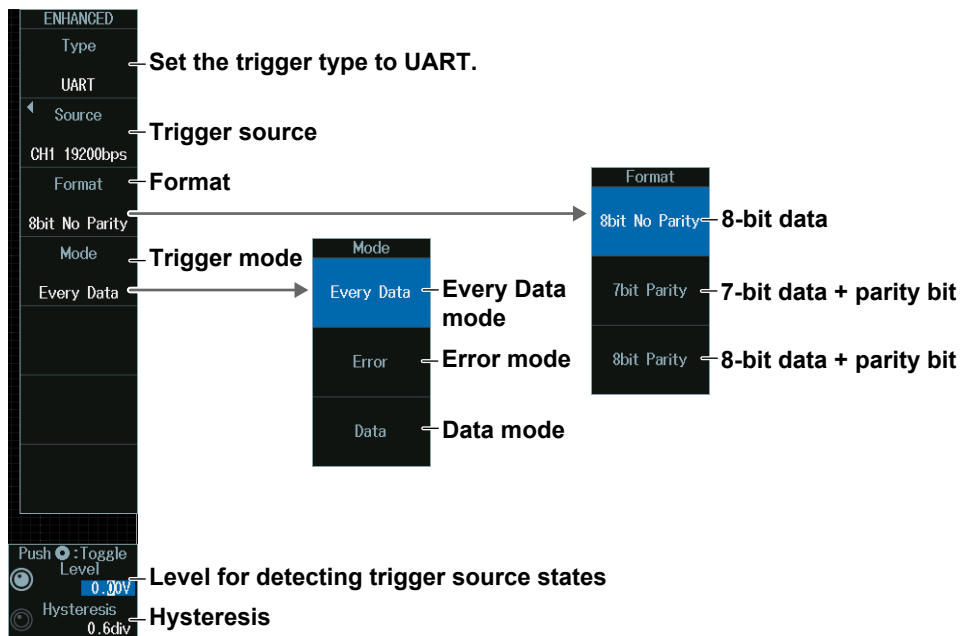 ENHANCED
Type
UART
Set the trigger type to UART.
Source
CH1 19200bps
Trigger source
Format
8bit No Parity
Format
Mode
Every Data
Trigger mode
Mode
Every Data
Every Data
mode
Error
Error mode
Data
Data mode
Format
8bit No Parity
8-bit data
7bit Parity
7-bit data + parity bit
8bit Parity
8-bit data + parity bit
Push :Toggle
Level
0.00V
Level for detecting trigger source states
Hysteresis
0.6div
Hysteresis